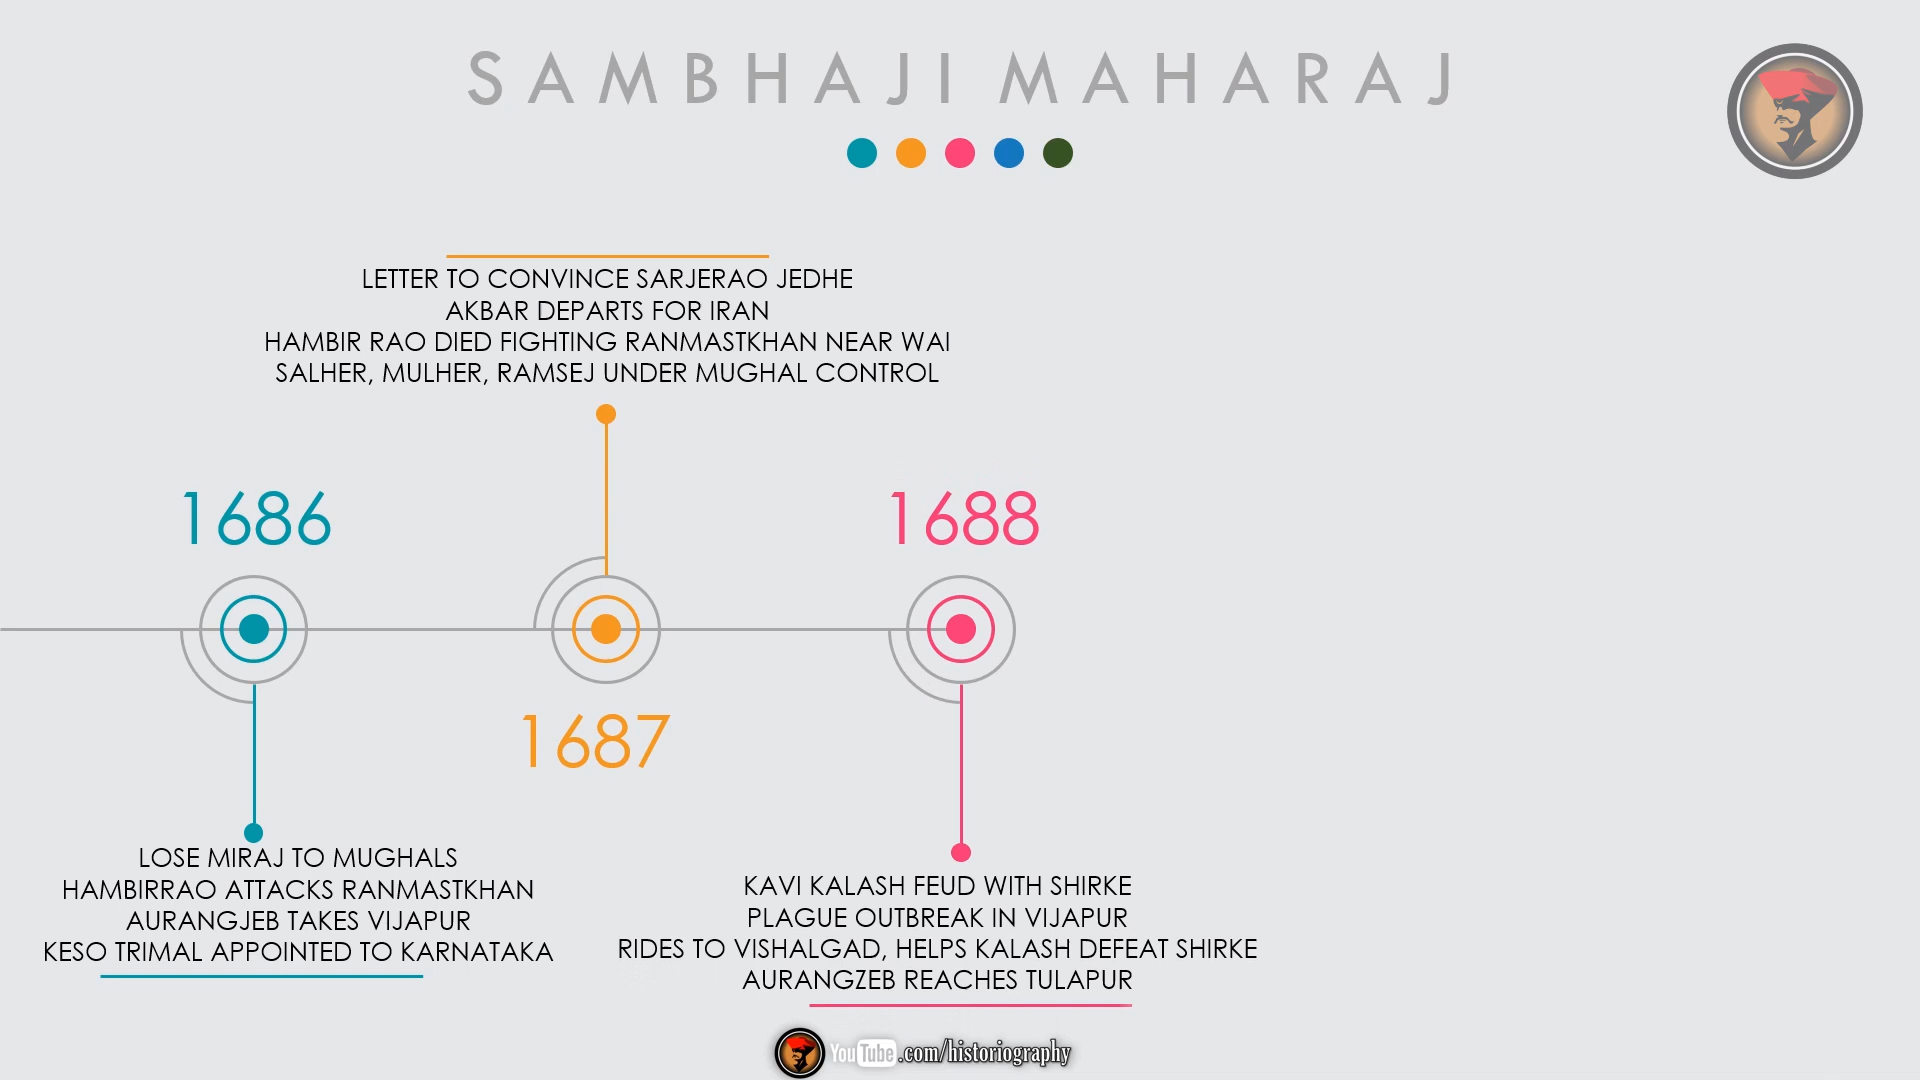 SAMBHAJI MAHARAJ
LETTER TO CONVINCE SARJERAO JEDHE
AKBAR DEPARTS FOR IRAN
HAMBIR RAO DIED FIGHTING RANMASTKHAN NEAR WAI
SALHER, MULHER, RAMSEJ UNDER MUGHAL CONTROL
1686
1688
1687
LOSE MIRAJ TO MUGHALS
HAMBIRRAO ATTACKS RANMASTKHAN
AURANGJEB TAKES VIJAPUR
KESO TRIMAL APPOINTED TO KARNATAKA
KAVI KALASH FEUD WITH SHIRKE
PLAGUE OUTBREAK IN VIJAPUR
RIDES TO VISHALGAD, HELPS KALASH DEFEAT SHIRKE
AURANGZEB REACHES TULAPUR
YouTube.com/historiography